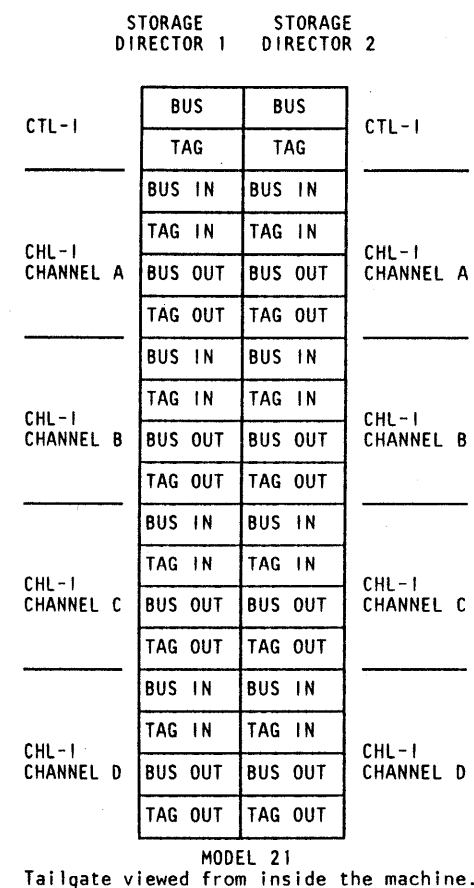 STORAGE STORAGE
DIRECTOR 1 DIRECTOR 2
BUS BUS
CTL-I CTL-I
TAG TAG
BUS IN BUS IN
TAG IN TAG IN
CHL-I CHL-I
CHANNEL A BUS OUT BUS OUT CHANNEL A
TAG OUT TAG OUT
BUS IN BUS IN
TAG IN TAG IN
CHL-I CHL-I
CHANNEL B BUS OUT BUS OUT CHANNEL B
TAG OUT TAG OUT
BUS IN BUS IN
TAG IN TAG IN
CHL-I CHL-I
CHANNEL C BUS OUT BUS OUT CHANNEL C
TAG OUT TAG OUT
BUS IN BUS IN
TAG IN TAG IN
CHL-I CHL-I
CHANNEL D BUS OUT BUS OUT CHANNEL D
TAG OUT TAG OUT
MODEL 21
Tailgate viewed from inside the machine.